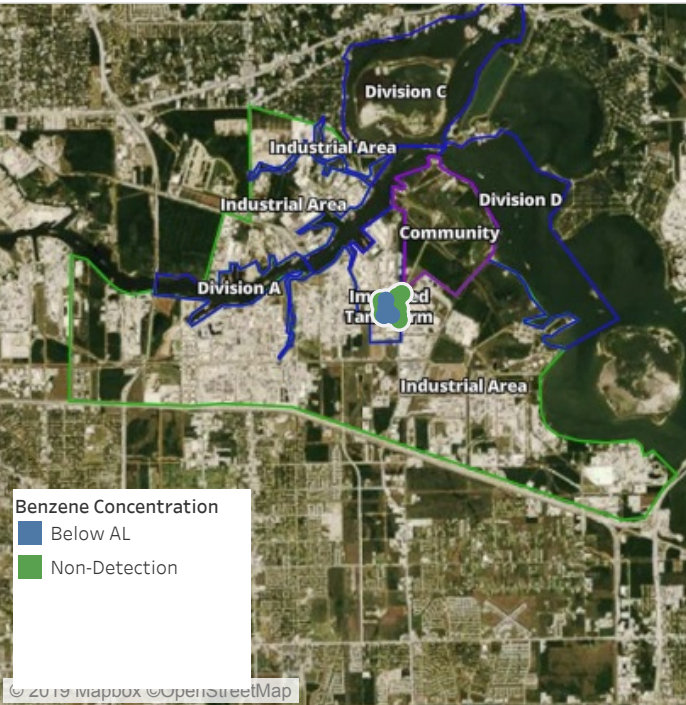 Division C
Industrial Area
Division D
Industrial Area
Community
Division A
Industrial Area
Benzene Concentration
Below AL
Non-Detection
© 2019 Mapbox ©OpenStreetMap